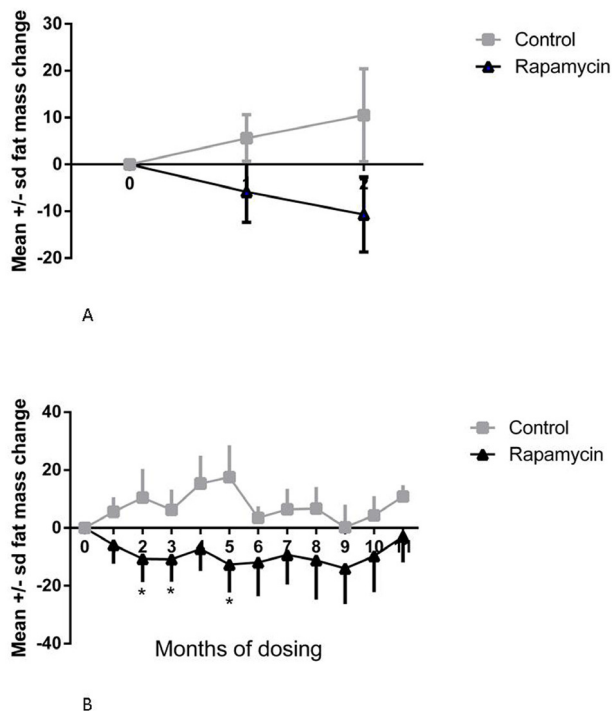 Mean +/- sd fat mass change
30
20
10
0
-10
-20
0
2
Control
Rapamycin
A
Mean +/- sd fat mass change
40
20
0
-20
-40
0
2
3
5
6
7
8
9
10
11
* * *
Months of dosing
Control
Rapamycin
B